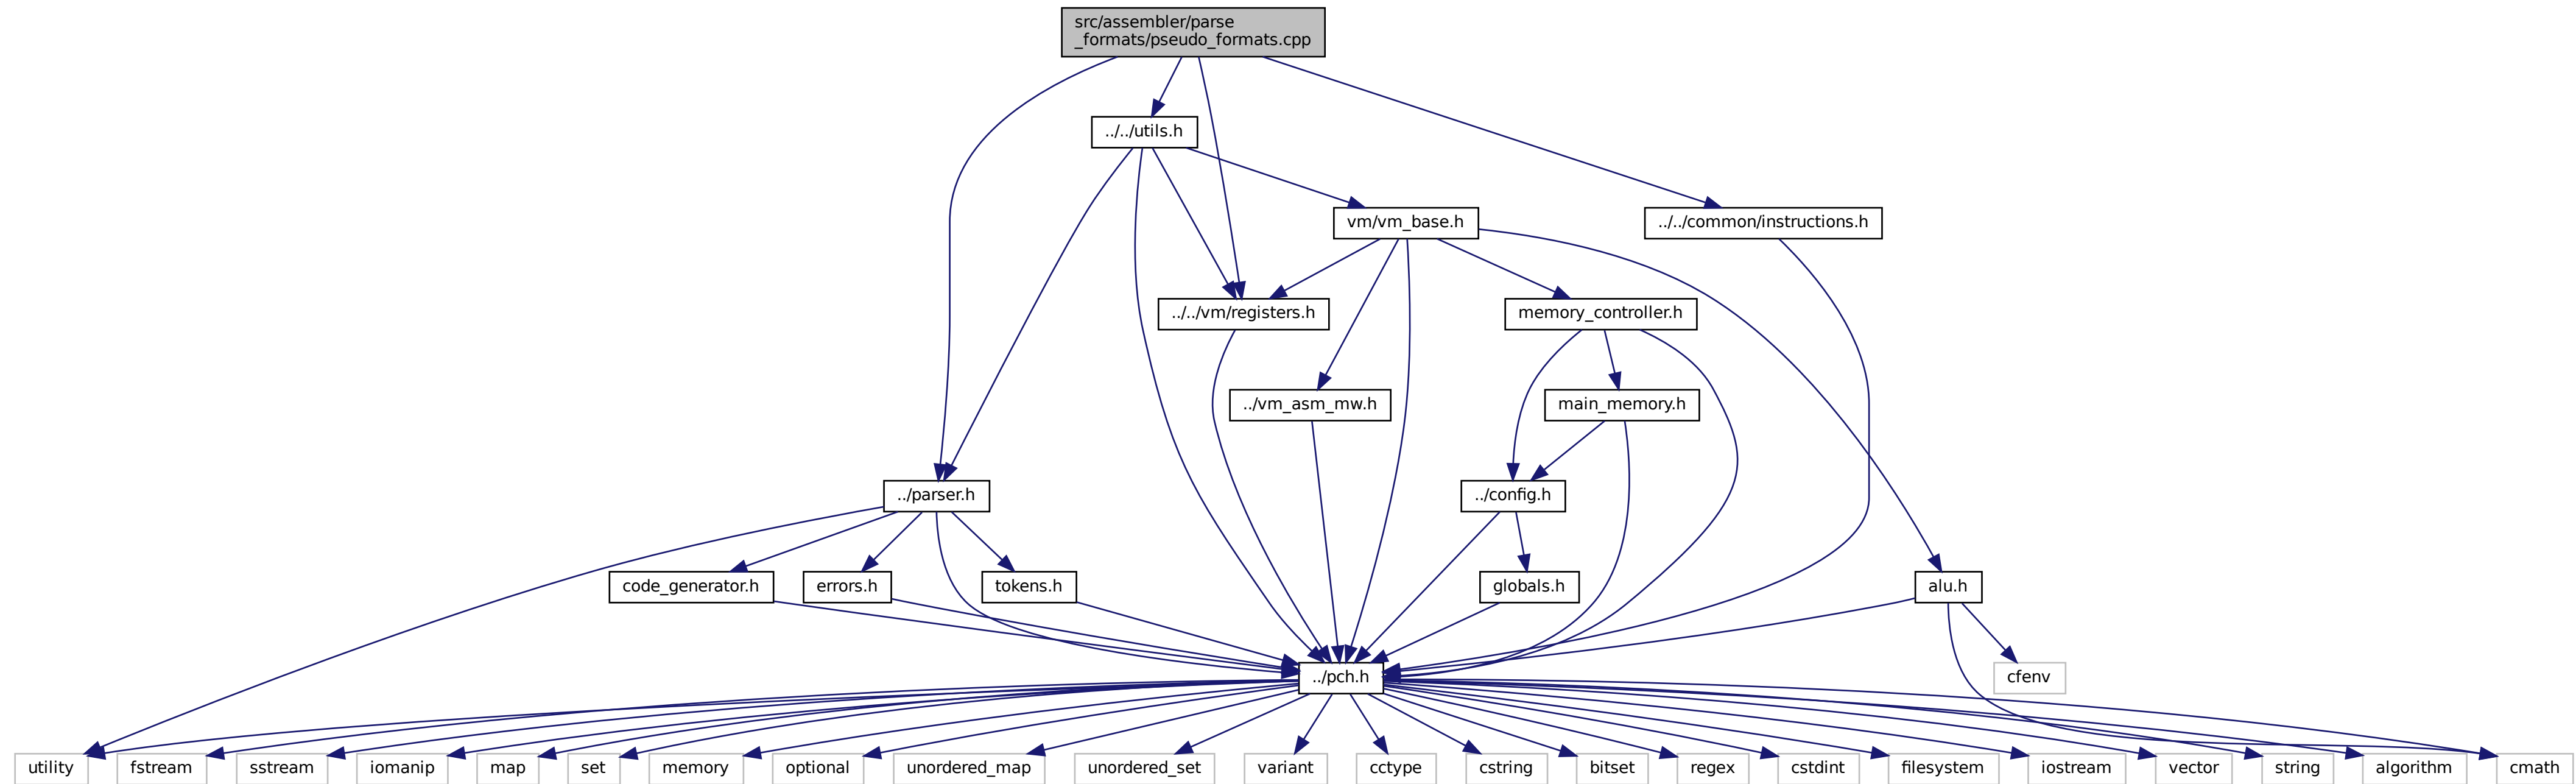 src/assembler/parse
_formats/pseudo_formats.cpp
../../utils.h
vm/vm_base.h
../../common/instructions.h
../../vm/registers.h
memory_controller.h
../vm_asm_mw.h
main_memory.h
../parser.h
../config.h
code_generator.h
errors.h
tokens.h
globals.h
alu.h
../pch.h
cfenv
utility
fstream
sstream
iomanip
map
set
memory
optional
unordered_map
unordered_set
variant
cctype
cstring
bitset
regex
cstdint
filesystem
iostream
vector
string
algorithm
cmath